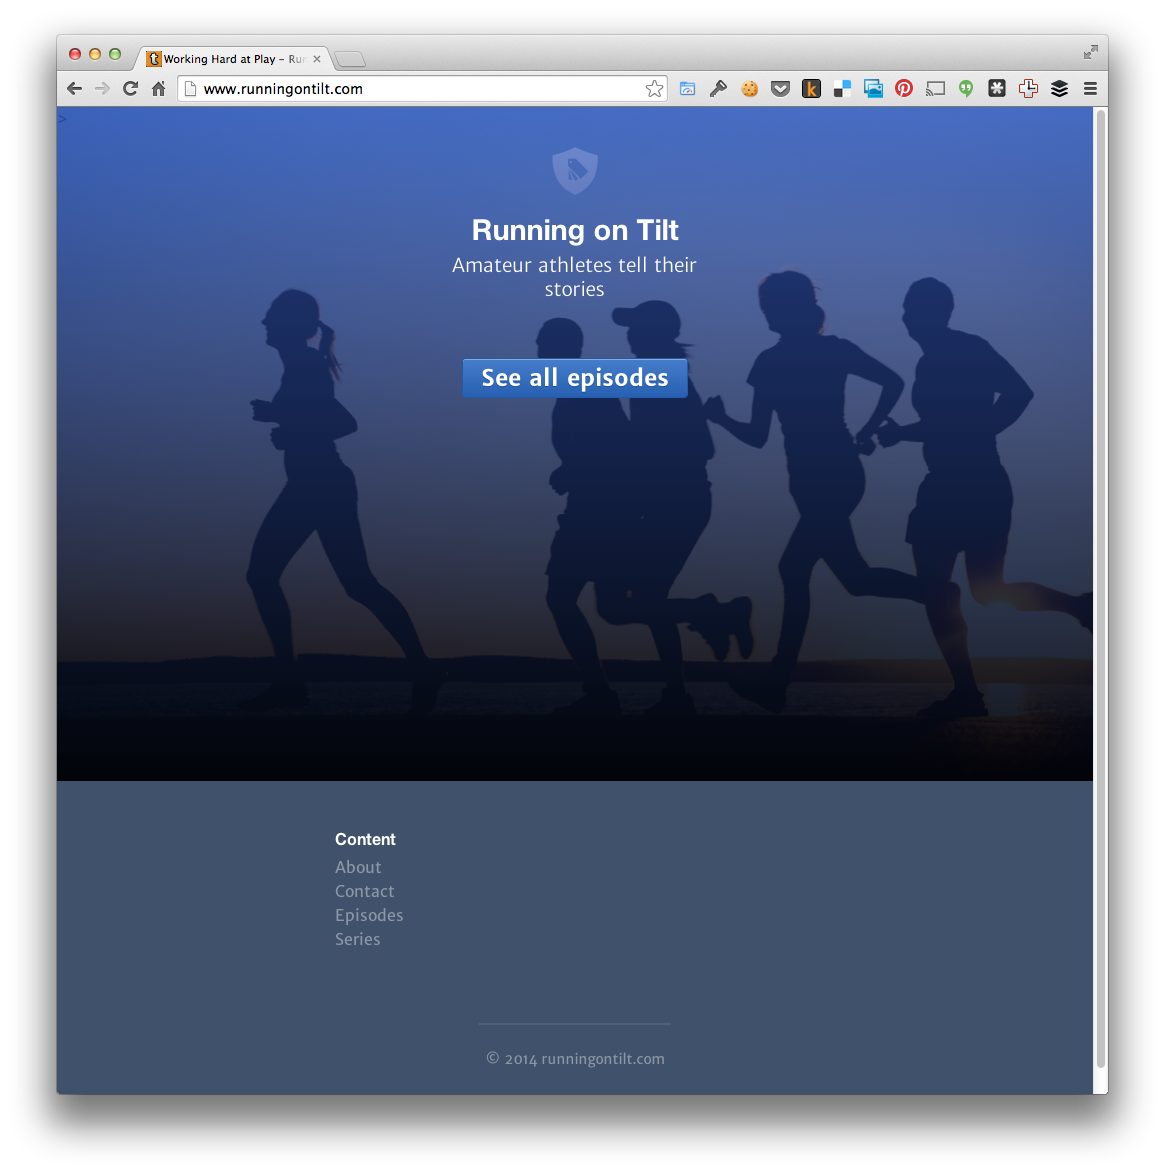 Working Hard at Play – Ru
www.runningontilt.com
>
Running on Tilt
Amateur athletes tell their
stories
See all episodes
Content
About
Contact
Episodes
Series
© 2014 runningontilt.com